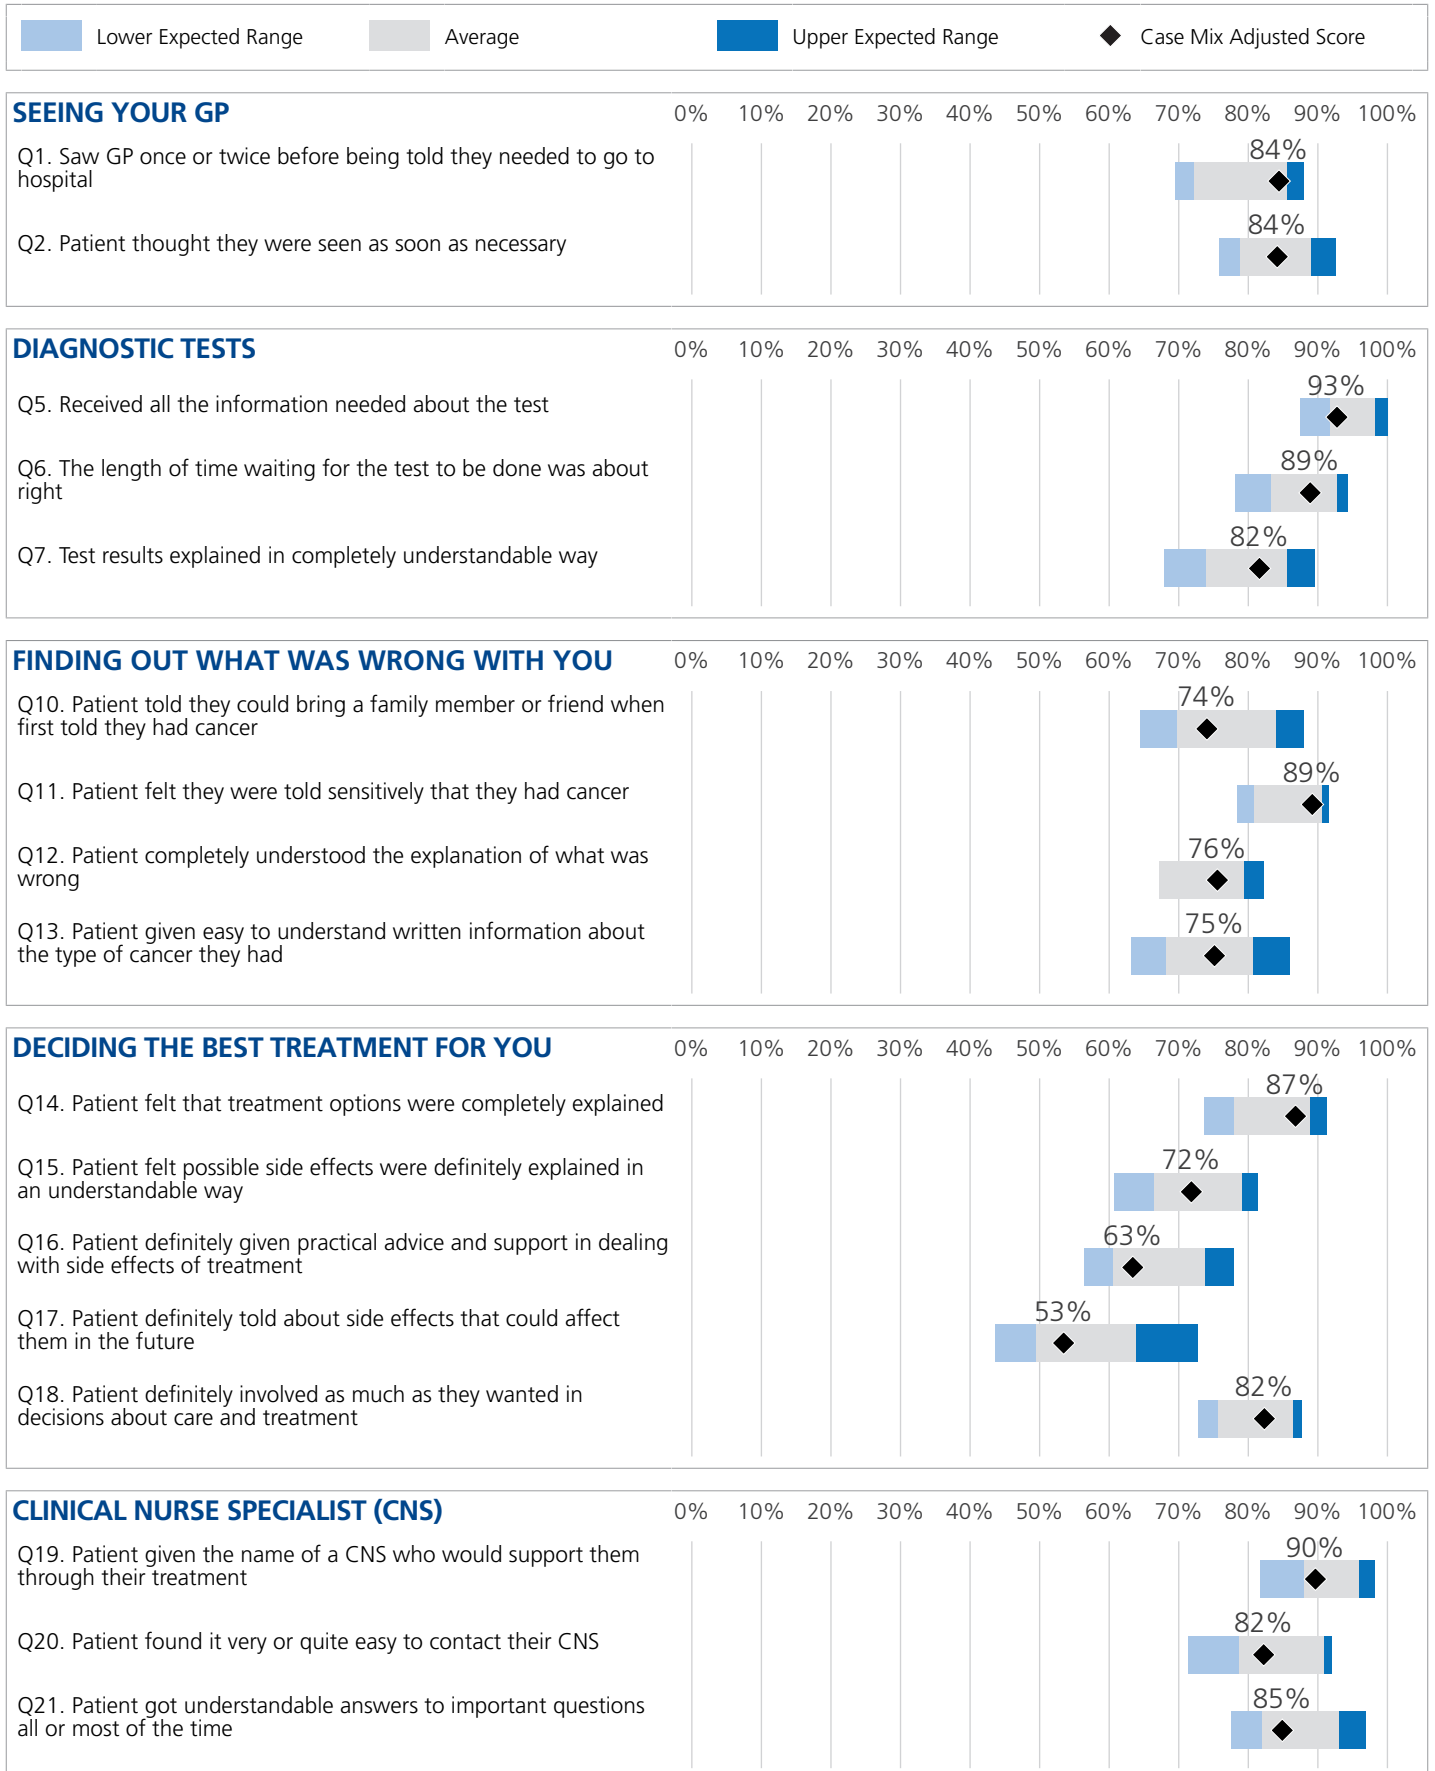 Lower Expected Range Average Upper Expected Range Case Mix Adjusted Score
SEEING YOUR GP 0% 10% 20% 30% 40% 50% 60% 70% 80% 90% 100%
Q1. Saw GP once or twice before being told they needed to go to
hospital
84%
Q2. Patient thought they were seen as soon as necessary
84%
DIAGNOSTIC TESTS 0% 10% 20% 30% 40% 50% 60% 70% 80% 90% 100%
Q5. Received all the information needed about the test
93%
Q6. The length of time waiting for the test to be done was about
right
89%
Q7. Test results explained in completely understandable way
82%
FINDING OUT WHAT WAS WRONG WITH YOU 0% 10% 20% 30% 40% 50% 60% 70% 80% 90% 100%
Q10. Patient told they could bring a family member or friend when
first told they had cancer
74%
Q11. Patient felt they were told sensitively that they had cancer
89%
Q12. Patient completely understood the explanation of what was
wrong
76%
Q13. Patient given easy to understand written information about
the type of cancer they had
75%
DECIDING THE BEST TREATMENT FOR YOU 0% 10% 20% 30% 40% 50% 60% 70% 80% 90% 100%
Q14. Patient felt that treatment options were completely explained
87%
Q15. Patient felt possible side effects were definitely explained in
an understandable way
72%
Q16. Patient definitely given practical advice and support in dealing
with side effects of treatment
63%
Q17. Patient definitely told about side effects that could affect
them in the future
53%
Q18. Patient definitely involved as much as they wanted in
decisions about care and treatment
82%
CLINICAL NURSE SPECIALIST (CNS) 0% 10% 20% 30% 40% 50% 60% 70% 80% 90% 100%
Q19. Patient given the name of a CNS who would support them
through their treatment
90%
Q20. Patient found it very or quite easy to contact their CNS
82%
Q21. Patient got understandable answers to important questions
all or most of the time
85%